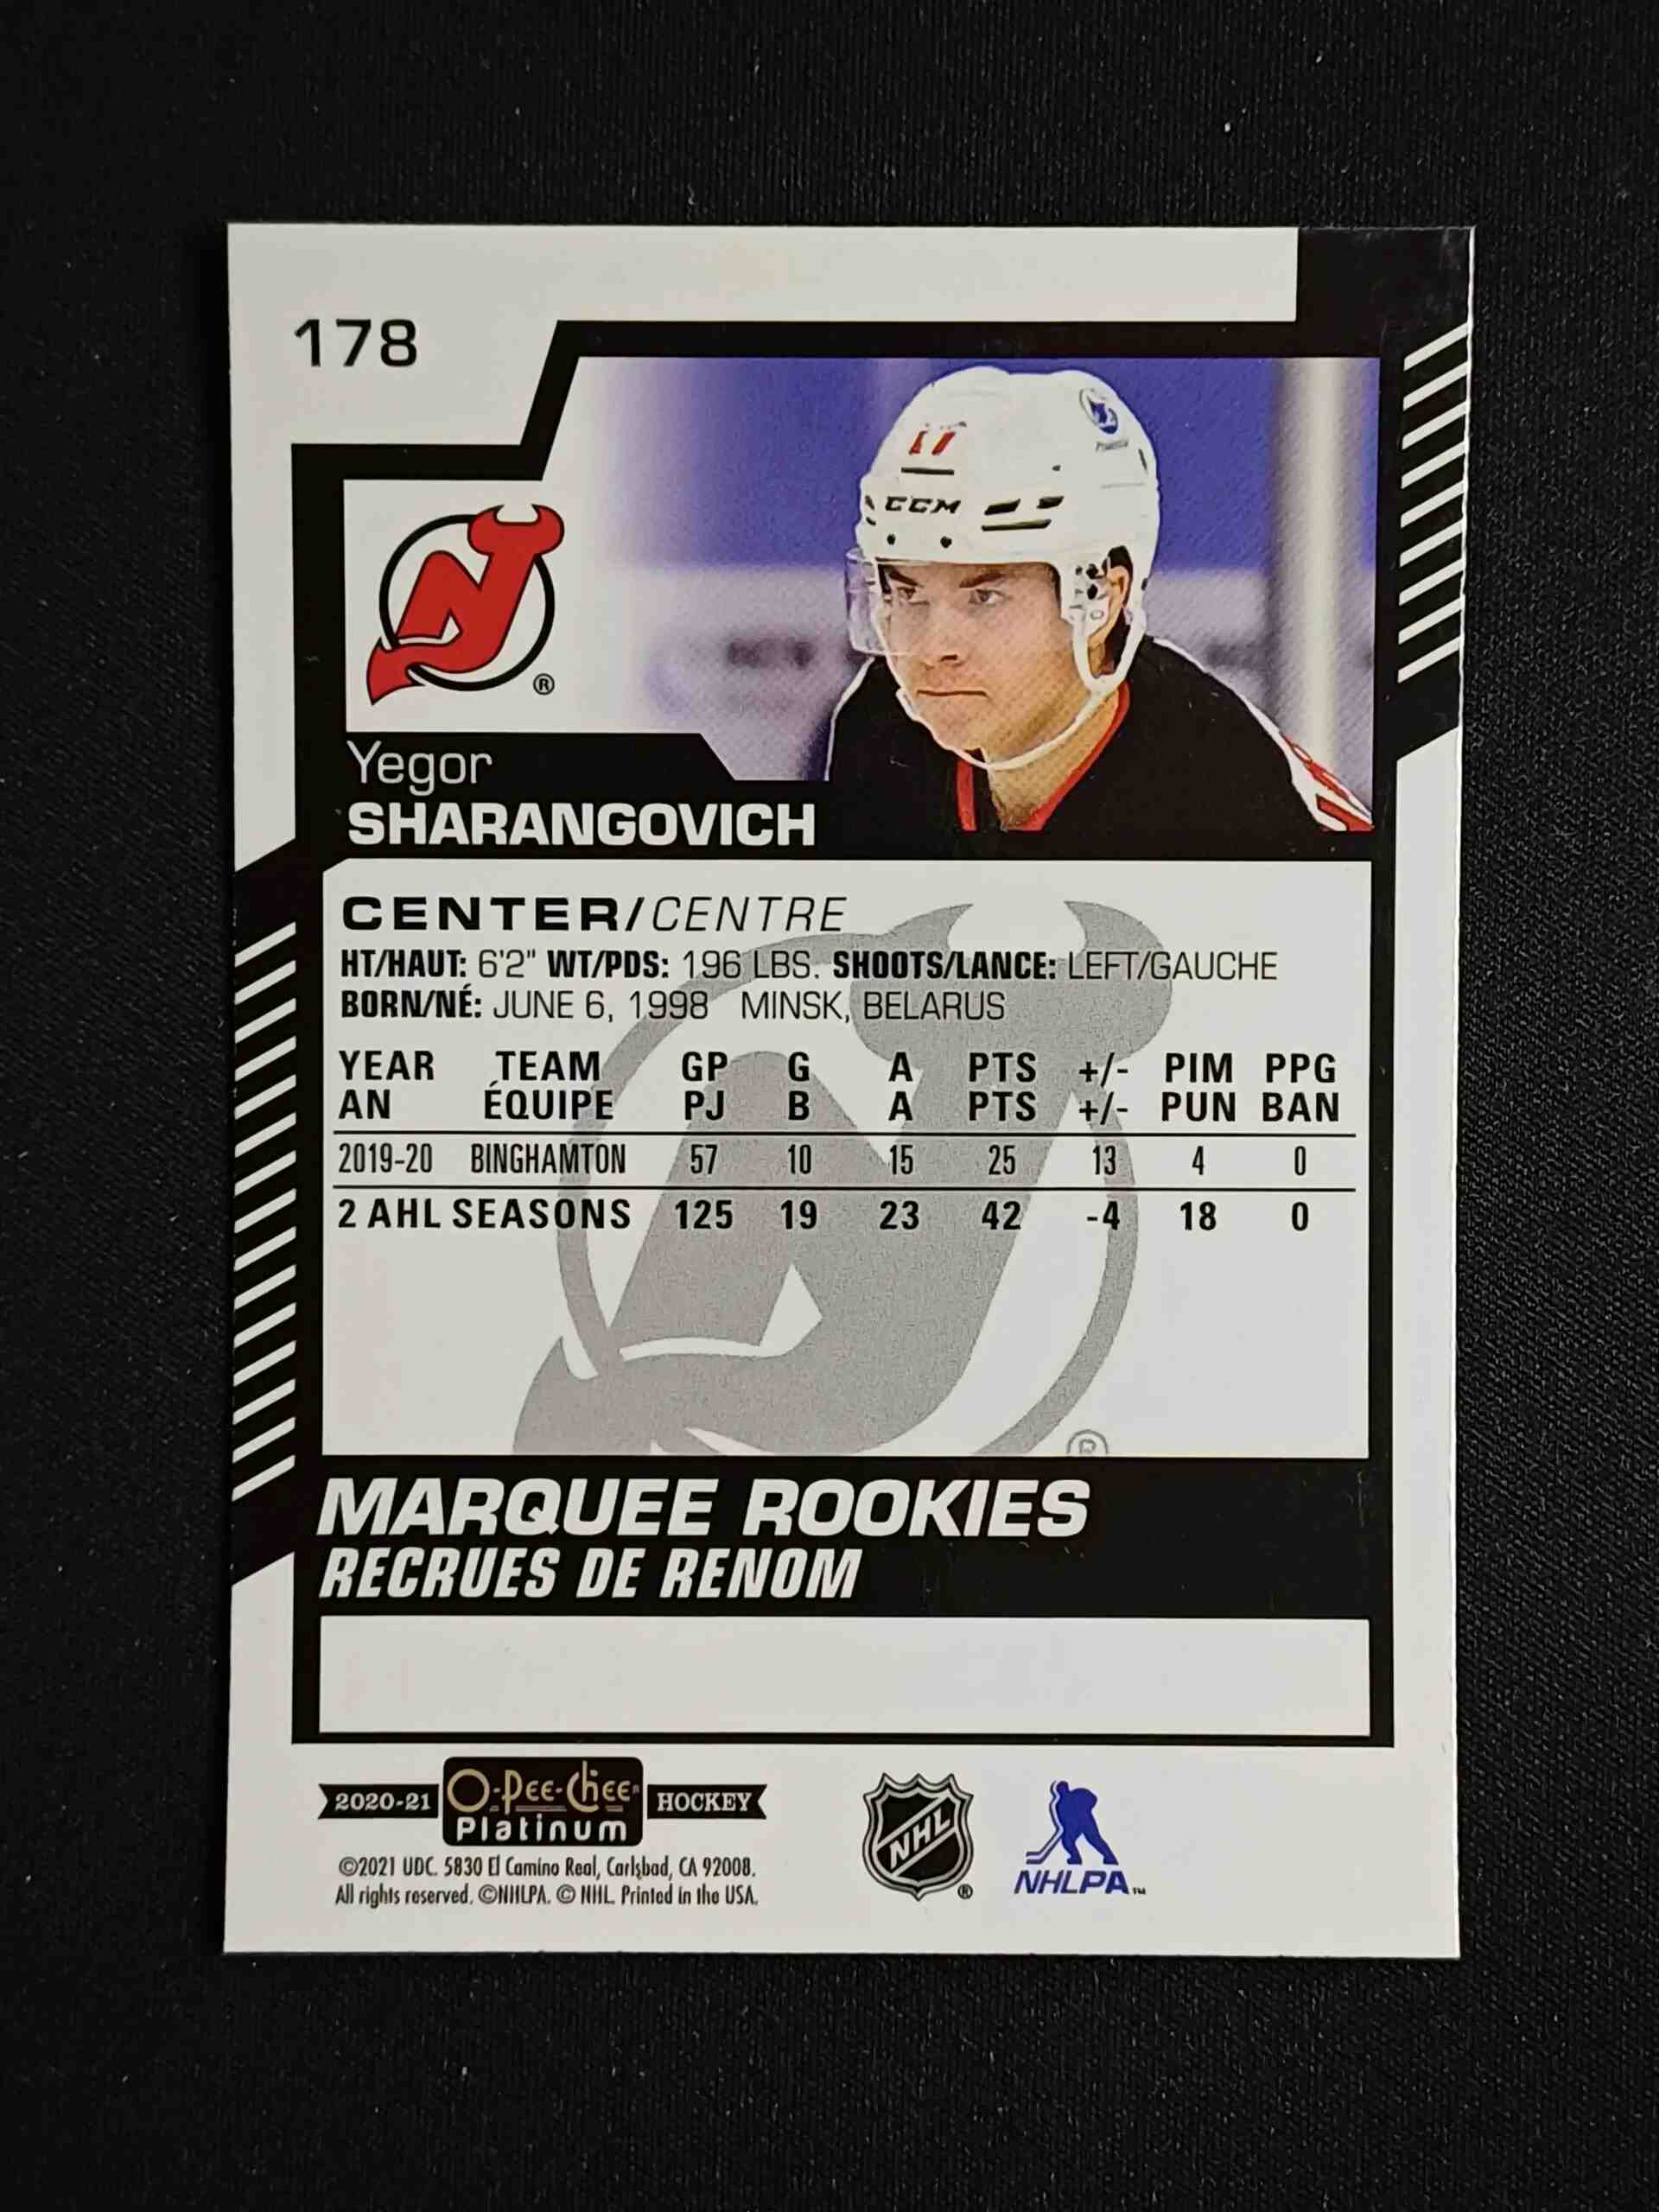 178
17
CCM
®
Yegor
SHARANGOVICH
CENTER/CENTRE
HT/HAUT: 6'2" WT/PDS: 196 LBS. SHOOTS/LANCE: LEFT/GAUCHE
BORN/NÉ: JUNE 6, 1998 MINSK, BELARUS
YEAR TEAM GP G A PTS +/- PIM PPG
AN ÉQUIPE PJ B A PTS +/- PUN BAN
2019-20 BINGHAMTON 57 10 15 25 13 4 0
2 AHL SEASONS 125 19 23 42 -4 18 0
®
MARQUEE ROOKIES
RECRUES DE RENOM
2020-21 O-Pee-Chee Platinum HOCKEY
©2021 UDC. 5830 El Camino Real, Carlsbad, CA 92008.
All rights reserved. ©NHLPA. © NHL. Printed in the USA.
NHL ®
NHLPA™